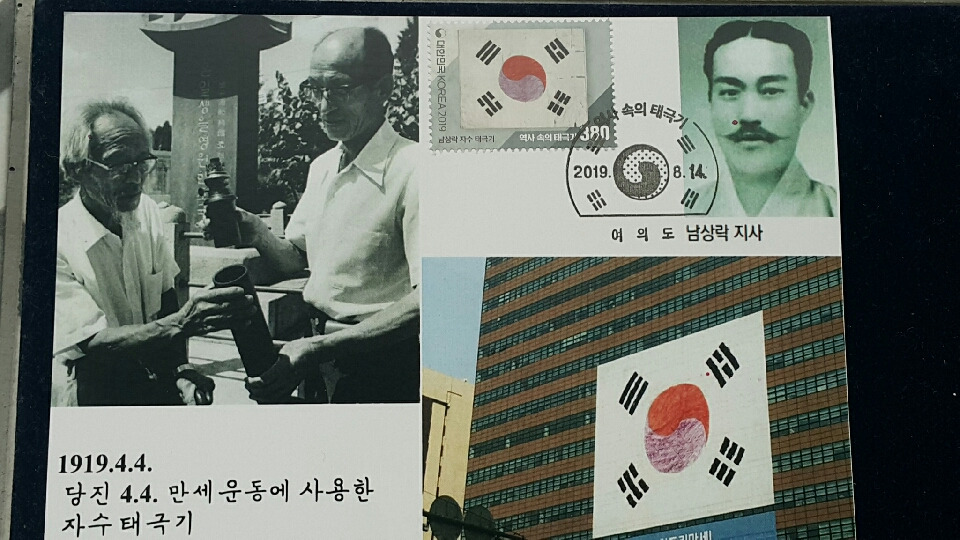 대한민국 KOREA 2019
남상락 자수 태극기
역사 속의 태극기 380
역사 속의 태극기
2019. 8. 14.
여의도 남상락 지사
1919.4.4.
당진 4.4. 만세운동에 사용한
자수태극기